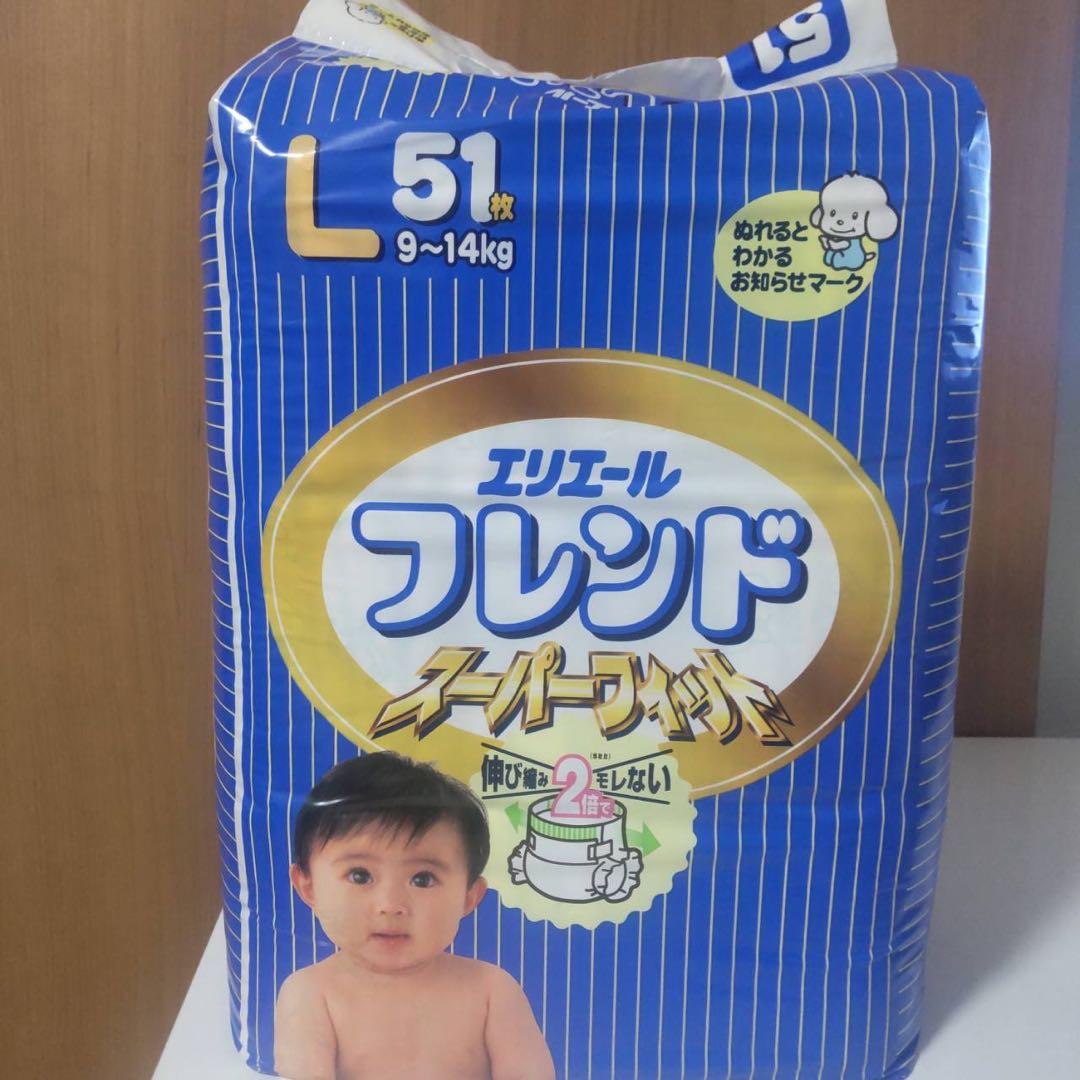 51
L
51枚
9~14kg
ぬれると
わかる
お知らせマーク
エリエール
フレンド
スーパーフィット
伸び縮み2倍でモレない